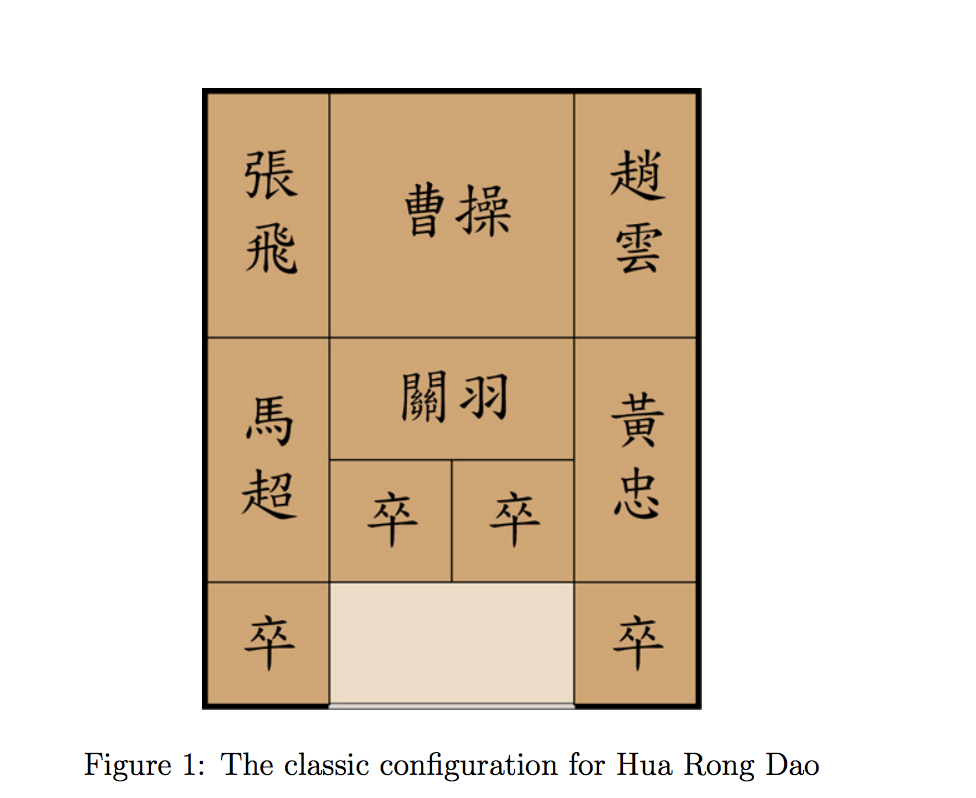 張飛
曹操
趙雲
馬超
關羽
黃忠
卒
卒
卒
卒
Figure 1: The classic configuration for Hua Rong Dao